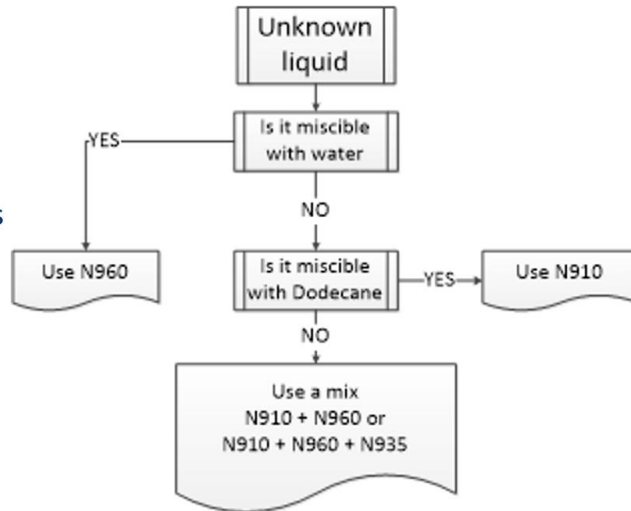 Unknown
liquid
Is it miscible
with water
YES
NO
s
Use N960
Is it miscible
with Dodecane
YES
Use N910
NO
Use a mix
N910 + N960 or
N910 + N960 + N935